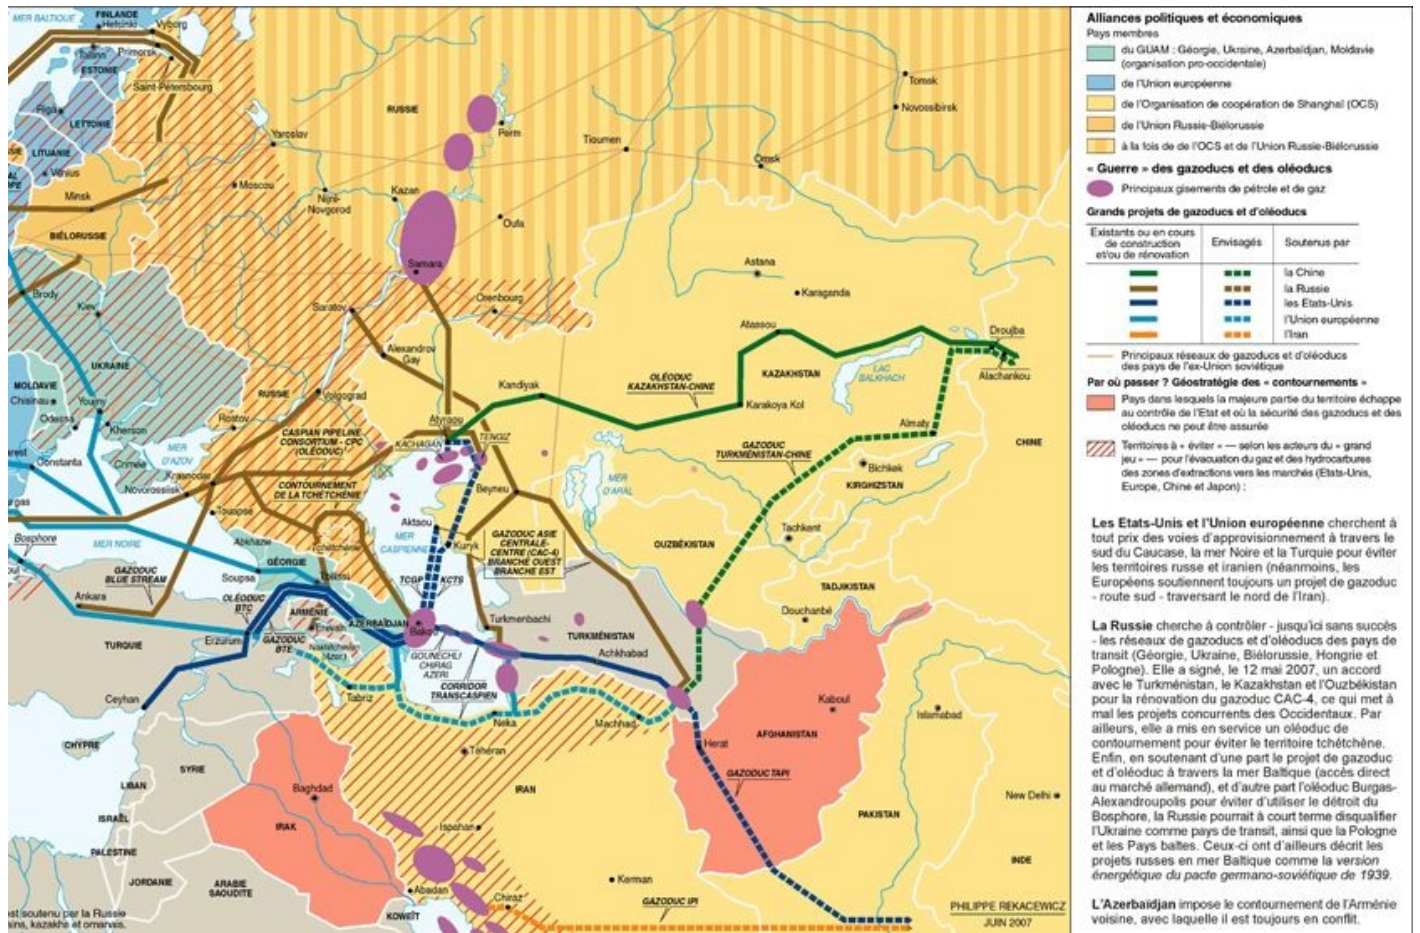 MER BALTIQUE
FINLANDE
Helsinki
Vyborg
Tallin
Primorsk
ESTONIE
Saint-Pétersbourg
Riga
LETTONIE
LITUANIE
Vilnius
Minsk
BIÉLORUSSIE
Brody
Kiev
UKRAINE
MOLDAVIE
Chisinau
Odessa
Youjny
Kherson
Crimée
Constanta
MER
D'AZOV
Rostov
Krasnodar
Novorossiisk
Touapse
Bosphore
MER NOIRE
Abkhazie
GÉORGIE
Soupsa
Tbilissi
Tchétchénie
GAZODUC
BLUE STREAM
Ankara
TURQUIE
OLÉODUC
BTC
Erzurum
GAZODUC
BTE
ARMÉNIE
Erevan
Nakhitchevan
(Azer.)
AZERBAÏDJAN
Bakou
GOUNECHLI
CHIRAG
AZERI
CORRIDOR
TRANSCASPIEN
Ceyhan
CHYPRE
LIBAN
SYRIE
ISRAËL
PALESTINE
JORDANIE
ARABIE
SAOUDITE
Baghdad
IRAK
KOWEÏT
Abadan
Chiraz
Ispahan
Tabriz
Téhéran
IRAN
Neka
Machhad
Kerman
GAZODUC IPI
RUSSIE
Perm
Yaroslav
Moscou
Nijni-
Novgorod
Kazan
Oufa
Tioumen
Omsk
Tomsk
Novossibirsk
Samara
Saratov
Orenbourg
Alexandrov
Gay
RUSSIE
Volgograd
CASPIAN PIPELINE
CONSORTIUM - CPC
(OLÉODUC)
CONTOURNEMENT
DE LA TCHÉTCHÉNIE
Atyraou
KACHAGAN
TENGIZ
Kandiyak
OLÉODUC
KAZAKHSTAN-CHINE
Astana
Karaganda
Atassou
KAZAKHSTAN
Karakoya Kol
LAC
BALKHACH
Droujba
Alachankou
Almaty
GAZODUC
TURKMÉNISTAN-CHINE
CHINE
Bichkek
KIRGHIZSTAN
Tachkent
Beyneu
MER
D'ARAL
Aktaou
MER
CASPIENNE
Kuryk
TCGP
KCTS
GAZODUC ASIE
CENTRALE-
CENTRE (CAC-4)
BRANCHE OUEST
BRANCHE EST
OUZBÉKISTAN
TADJIKISTAN
Douchanbé
Turkmenbachi
TURKMÉNISTAN
Achkhabad
Kaboul
AFGHANISTAN
Herat
GAZODUC TAPI
Islamabad
PAKISTAN
New Delhi
INDE
PHILIPPE REKACEWICZ
JUIN 2007
est soutenu par la Russie
ains, kazakhs et omanais.
Alliances politiques et économiques
Pays membres
du GUAM : Géorgie, Ukraine, Azerbaïdjan, Moldavie
(organisation pro-occidentale)
de l'Union européenne
de l'Organisation de coopération de Shanghaï (OCS)
de l'Union Russie-Biélorussie
à la fois de de l'OCS et de l'Union Russie-Biélorussie
« Guerre » des gazoducs et des oléoducs
Principaux gisements de pétrole et de gaz
Grands projets de gazoducs et d'oléoducs
Existants ou en cours
de construction
et/ou de rénovation
Envisagés
Soutenus par
la Chine
la Russie
les Etats-Unis
l'Union européenne
l'Iran
Principaux réseaux de gazoducs et d'oléoducs
des pays de l'ex-Union soviétique
Par où passer ? Géostratégie des « contournements »
Pays dans lesquels la majeure partie du territoire échappe
au contrôle de l'Etat et où la sécurité des gazoducs et des
oléoducs ne peut être assurée
Territoires à « éviter » — selon les acteurs du « grand
jeu » — pour l'évacuation du gaz et des hydrocarbures
des zones d'extractions vers les marchés (Etats-Unis,
Europe, Chine et Japon) :
Les Etats-Unis et l'Union européenne cherchent à
tout prix des voies d'approvisionnement à travers le
sud du Caucase, la mer Noire et la Turquie pour éviter
les territoires russe et iranien (néanmoins, les
Européens soutiennent toujours un projet de gazoduc
- route sud - traversant le nord de l'Iran).
La Russie cherche à contrôler - jusqu'ici sans succès
- les réseaux de gazoducs et d'oléoducs des pays de
transit (Géorgie, Ukraine, Biélorussie, Hongrie et
Pologne). Elle a signé, le 12 mai 2007, un accord
avec le Turkménistan, le Kazakhstan et l'Ouzbékistan
pour la rénovation du gazoduc CAC-4, ce qui met à
mal les projets concurrents des Occidentaux. Par
ailleurs, elle a mis en service un oléoduc de
contournement pour éviter le territoire tchétchène.
Enfin, en soutenant d'une part le projet de gazoduc
et d'oléoduc à travers la mer Baltique (accès direct
au marché allemand), et d'autre part l'oléoduc Burgas-
Alexandroupolis pour éviter d'utiliser le détroit du
Bosphore, la Russie pourrait à court terme disqualifier
l'Ukraine comme pays de transit, ainsi que la Pologne
et les Pays baltes. Ceux-ci ont d'ailleurs décrit les
projets russes en mer Baltique comme la version
énergétique du pacte germano-soviétique de 1939.
L'Azerbaïdjan impose le contournement de l'Arménie
voisine, avec laquelle il est toujours en conflit.